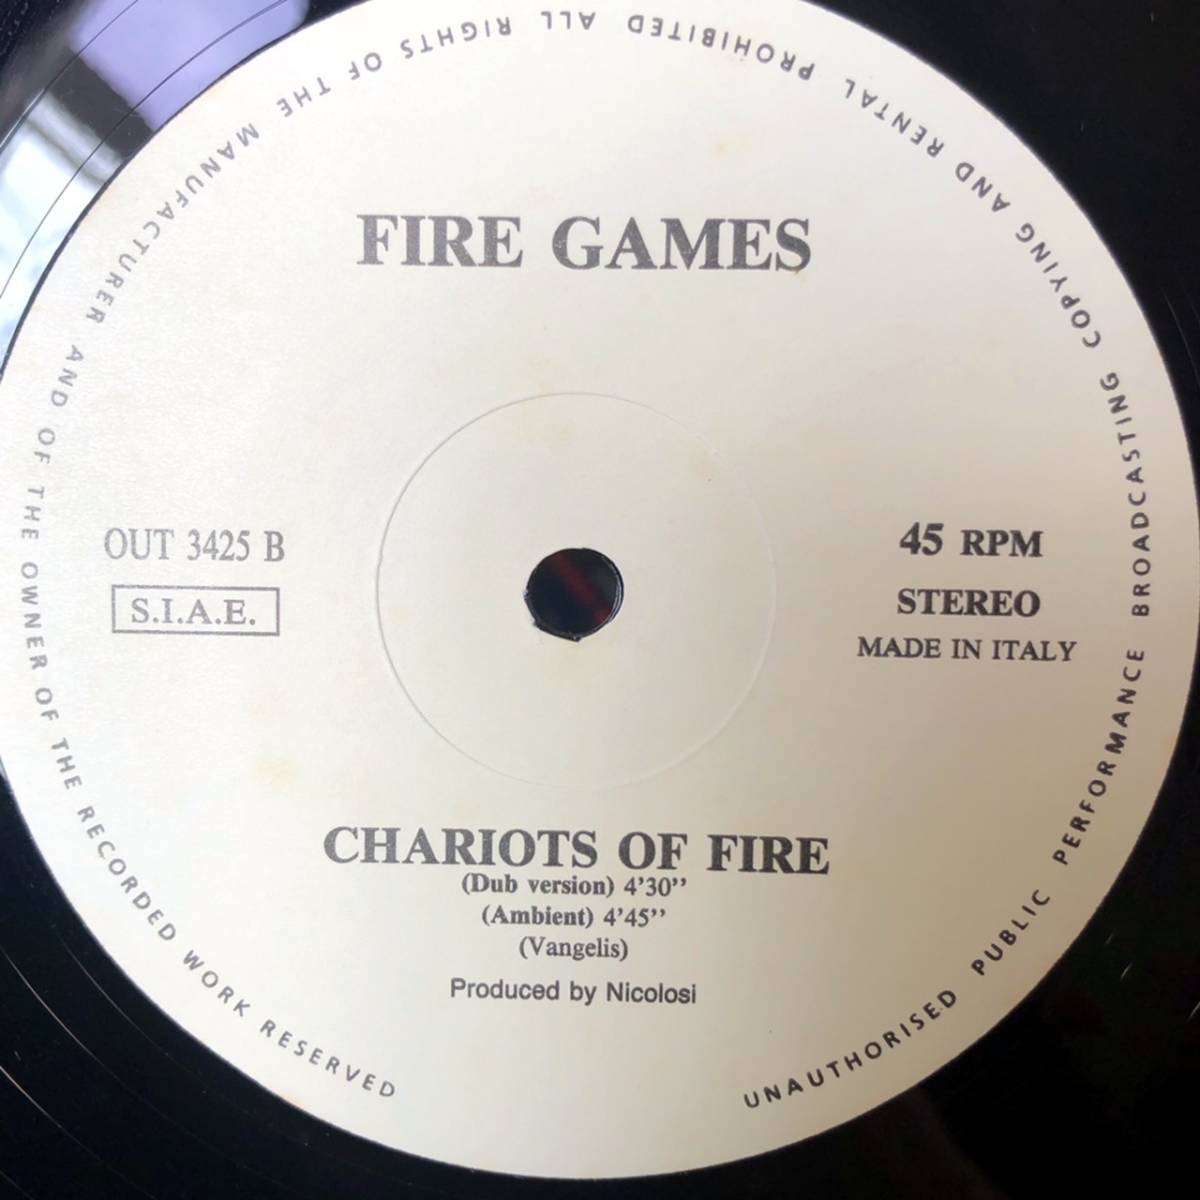 FIRE GAMES
OUT 3425 B
S.I.A.E.
45 RPM
STEREO
MADE IN ITALY
CHARIOTS OF FIRE
(Dub version) 4'30''
(Ambient) 4'45''
(Vangelis)
Produced by Nicolosi
UNAUTHORISED PUBLIC PERFORMANCE BROADCASTING COPYING AND RENTAL PROHIBITED ALL RIGHTS OF THE MANUFACTURER AND OF THE OWNER OF THE RECORDED WORK RESERVED